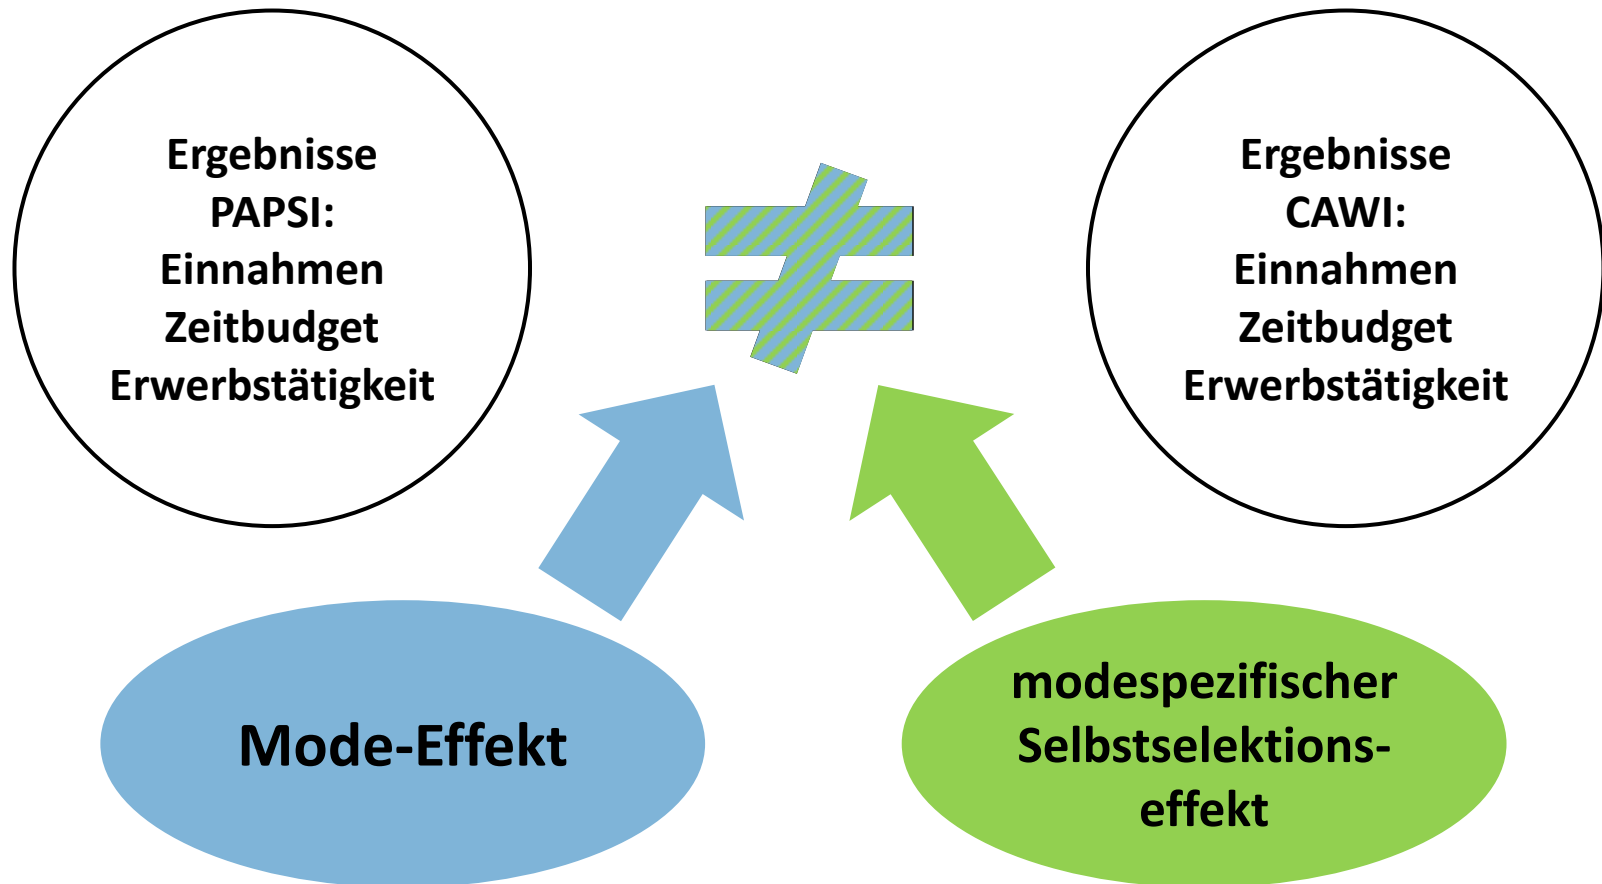 Ergebnisse
PAPSI:
Einnahmen
Zeitbudget
Erwerbstätigkeit
Ergebnisse
CAWI:
Einnahmen
Zeitbudget
Erwerbstätigkeit
Mode-Effekt
modespezifischer
Selbstselektions-
effekt